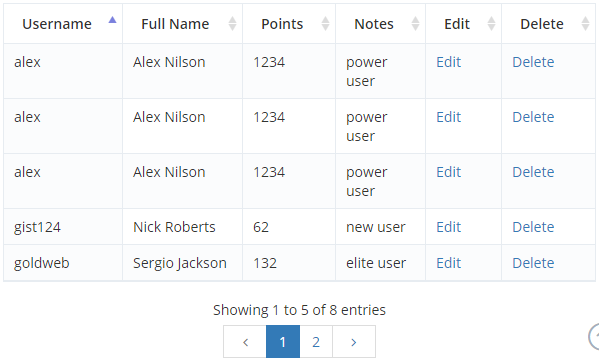 Username Full Name Points Notes Edit Delete
alex Alex Nilson 1234 power user Edit Delete
alex Alex Nilson 1234 power user Edit Delete
alex Alex Nilson 1234 power user Edit Delete
gist124 Nick Roberts 62 new user Edit Delete
goldweb Sergio Jackson 132 elite user Edit Delete
Showing 1 to 5 of 8 entries
1 2